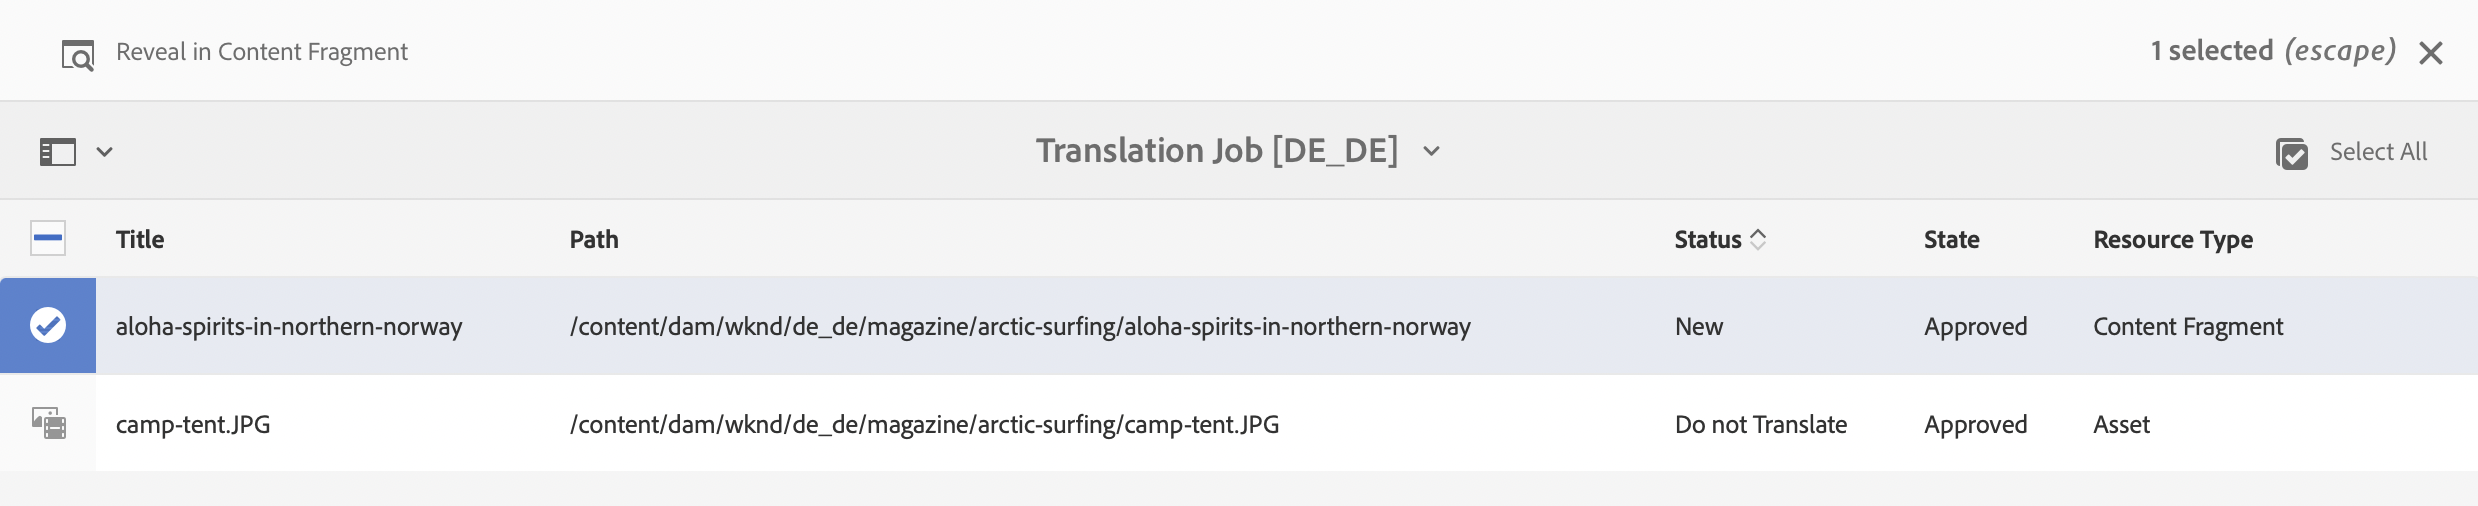 Reveal in Content Fragment 1 selected (escape)
Translation Job [DE_DE] Select All
Title Path Status State Resource Type
aloha-spirits-in-northern-norway /content/dam/wknd/de_de/magazine/arctic-surfing/aloha-spirits-in-northern-norway New Approved Content Fragment
camp-tent.JPG /content/dam/wknd/de_de/magazine/arctic-surfing/camp-tent.JPG Do not Translate Approved Asset